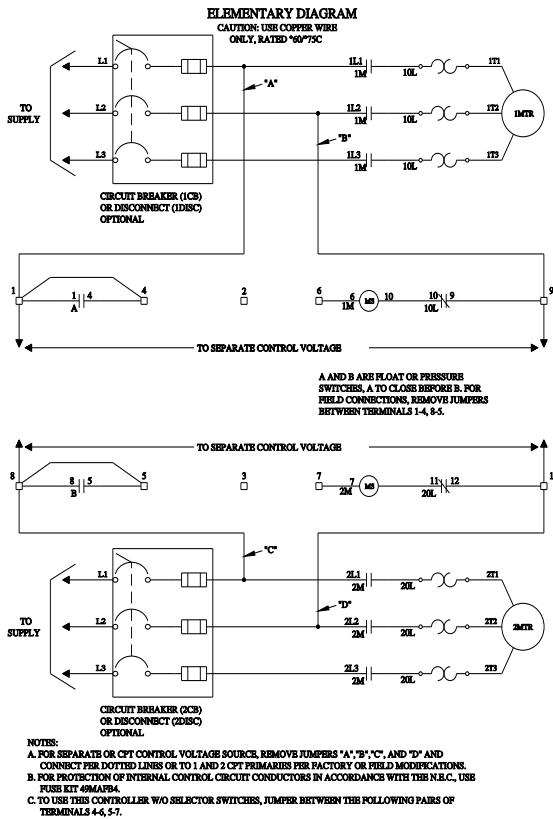 ELEMENTARY DIAGRAM
CAUTION: USE COPPER WIRE
ONLY, RATED °60/°75C
L1
1L1
1M
10L
1T1
"A"
TO
SUPPLY
L2
1L2
1M
10L
1T2
1MTR
"B"
L3
1L3
1M
10L
1T3
CIRCUIT BREAKER (1CB)
OR DISCONNECT (1DISC)
OPTIONAL
1
1
4
A
4
2
6
6
1M
MS
10
10
9
10L
9
TO SEPARATE CONTROL VOLTAGE
A AND B ARE FLOAT OR PRESSURE
SWITCHES, A TO CLOSE BEFORE B. FOR
FIELD CONNECTIONS, REMOVE JUMPERS
BETWEEN TERMINALS 1-4, 8-5.
TO SEPARATE CONTROL VOLTAGE
8
8
5
B
5
3
7
7
2M
MS
11
12
20L
1
"C"
L1
2L1
2M
20L
2T1
"D"
TO
SUPPLY
L2
2L2
2M
20L
2T2
2MTR
L3
2L3
2M
20L
2T3
CIRCUIT BREAKER (2CB)
OR DISCONNECT (2DISC)
OPTIONAL
NOTES:
A. FOR SEPARATE OR CPT CONTROL VOLTAGE SOURCE, REMOVE JUMPERS "A","B","C", AND "D" AND
CONNECT PER DOTTED LINES OR TO 1 AND 2 CPT PRIMARIES PER FACTORY OR FIELD MODIFICATIONS.
B. FOR PROTECTION OF INTERNAL CONTROL CIRCUIT CONDUCTORS IN ACCORDANCE WITH THE N.E.C., USE
FUSE KIT 49MAFB4.
C. TO USE THIS CONTROLLER W/O SELECTOR SWITCHES, JUMPER BETWEEN THE FOLLOWING PAIRS OF
TERMINALS 4-6, 5-7.